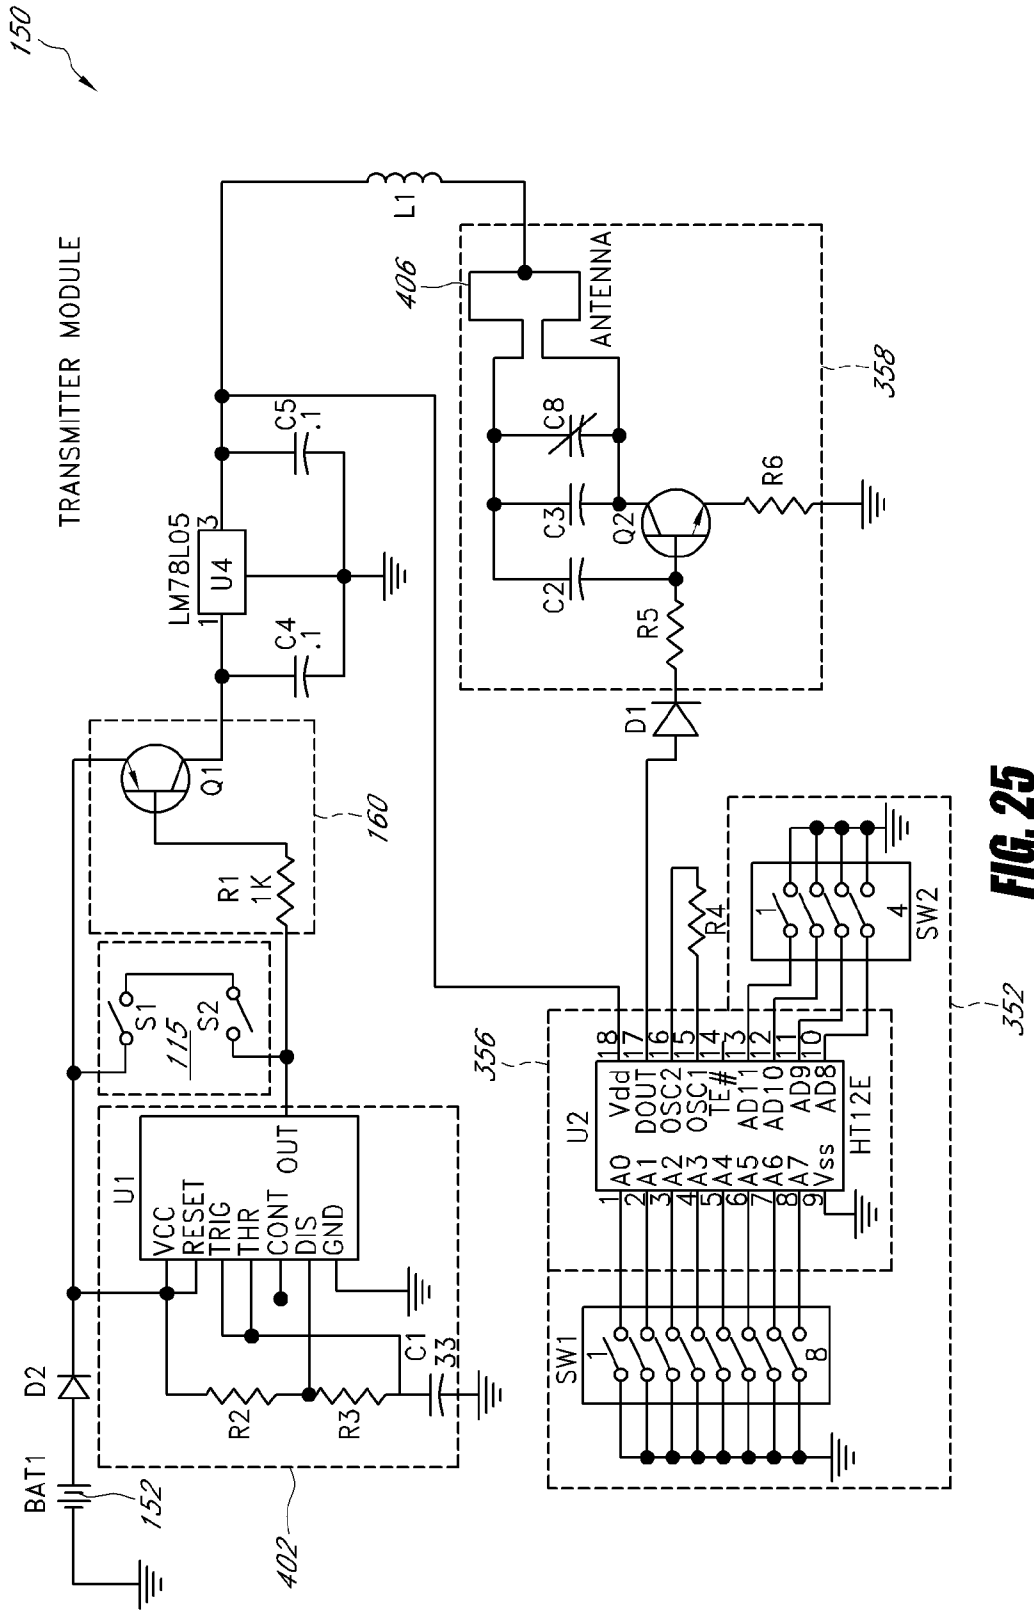 150
TRANSMITTER MODULE
BAT1
152
D2
402
U1
VCC
RESET
TRIG
THR
CONT
DIS
GND
OUT
R2
R3
C1
33
S1
115
S2
R1
1K
Q1
160
LM78L05
1
U4
3
C4
.1
C5
.1
L1
406
ANTENNA
C2
C3
C8
Q2
R5
R6
358
D1
356
U2
1 A0
2 A1
3 A2
4 A3
5 A4
6 A5
7 A6
8 A7
9 Vss
Vdd 18
DOUT 17
OSC2 16
OSC1 15
TE# 14
AD11 13
AD10 12
AD9 11
AD8 10
HT12E
R4
SW1
1
8
SW2
1
4
352
FIG. 25